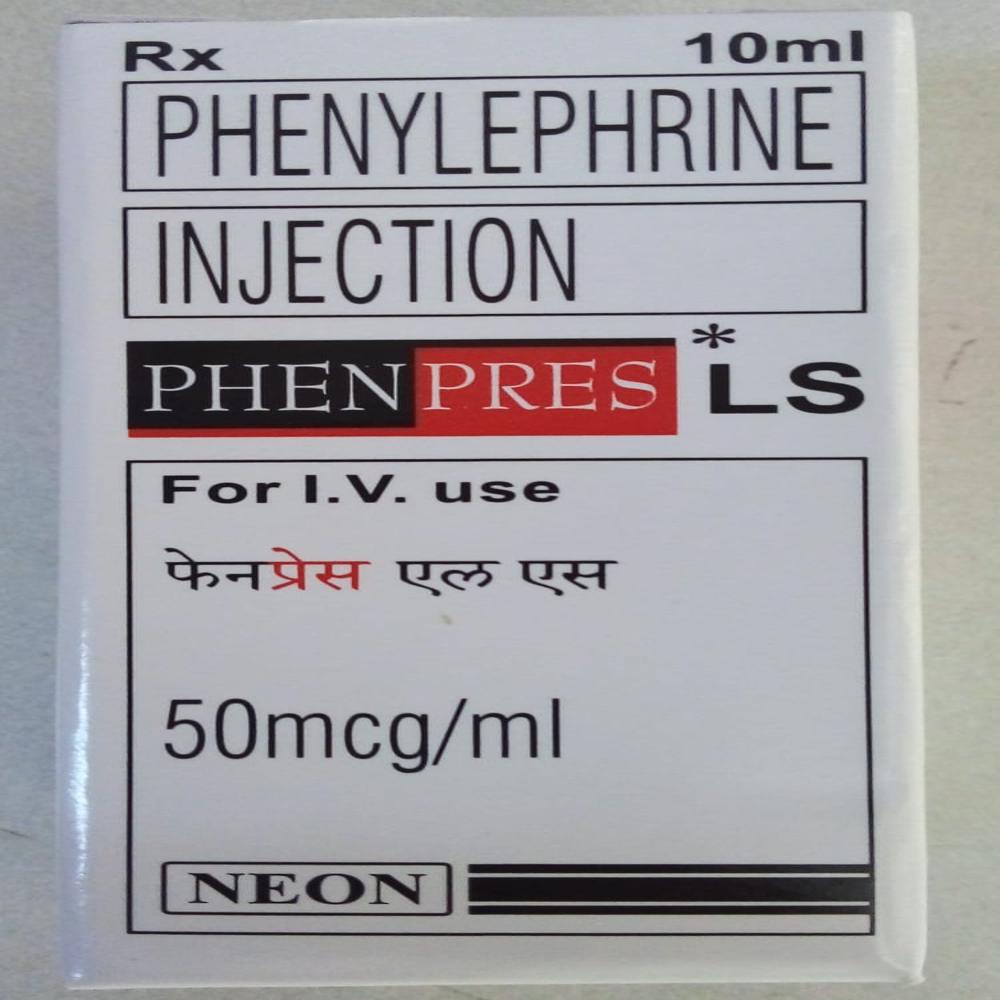 Rx 10ml
PHENYLEPHRINE
INJECTION
PHENPRES *LS
For I.V. use
फेनप्रेस एल एस
50mcg/ml
NEON